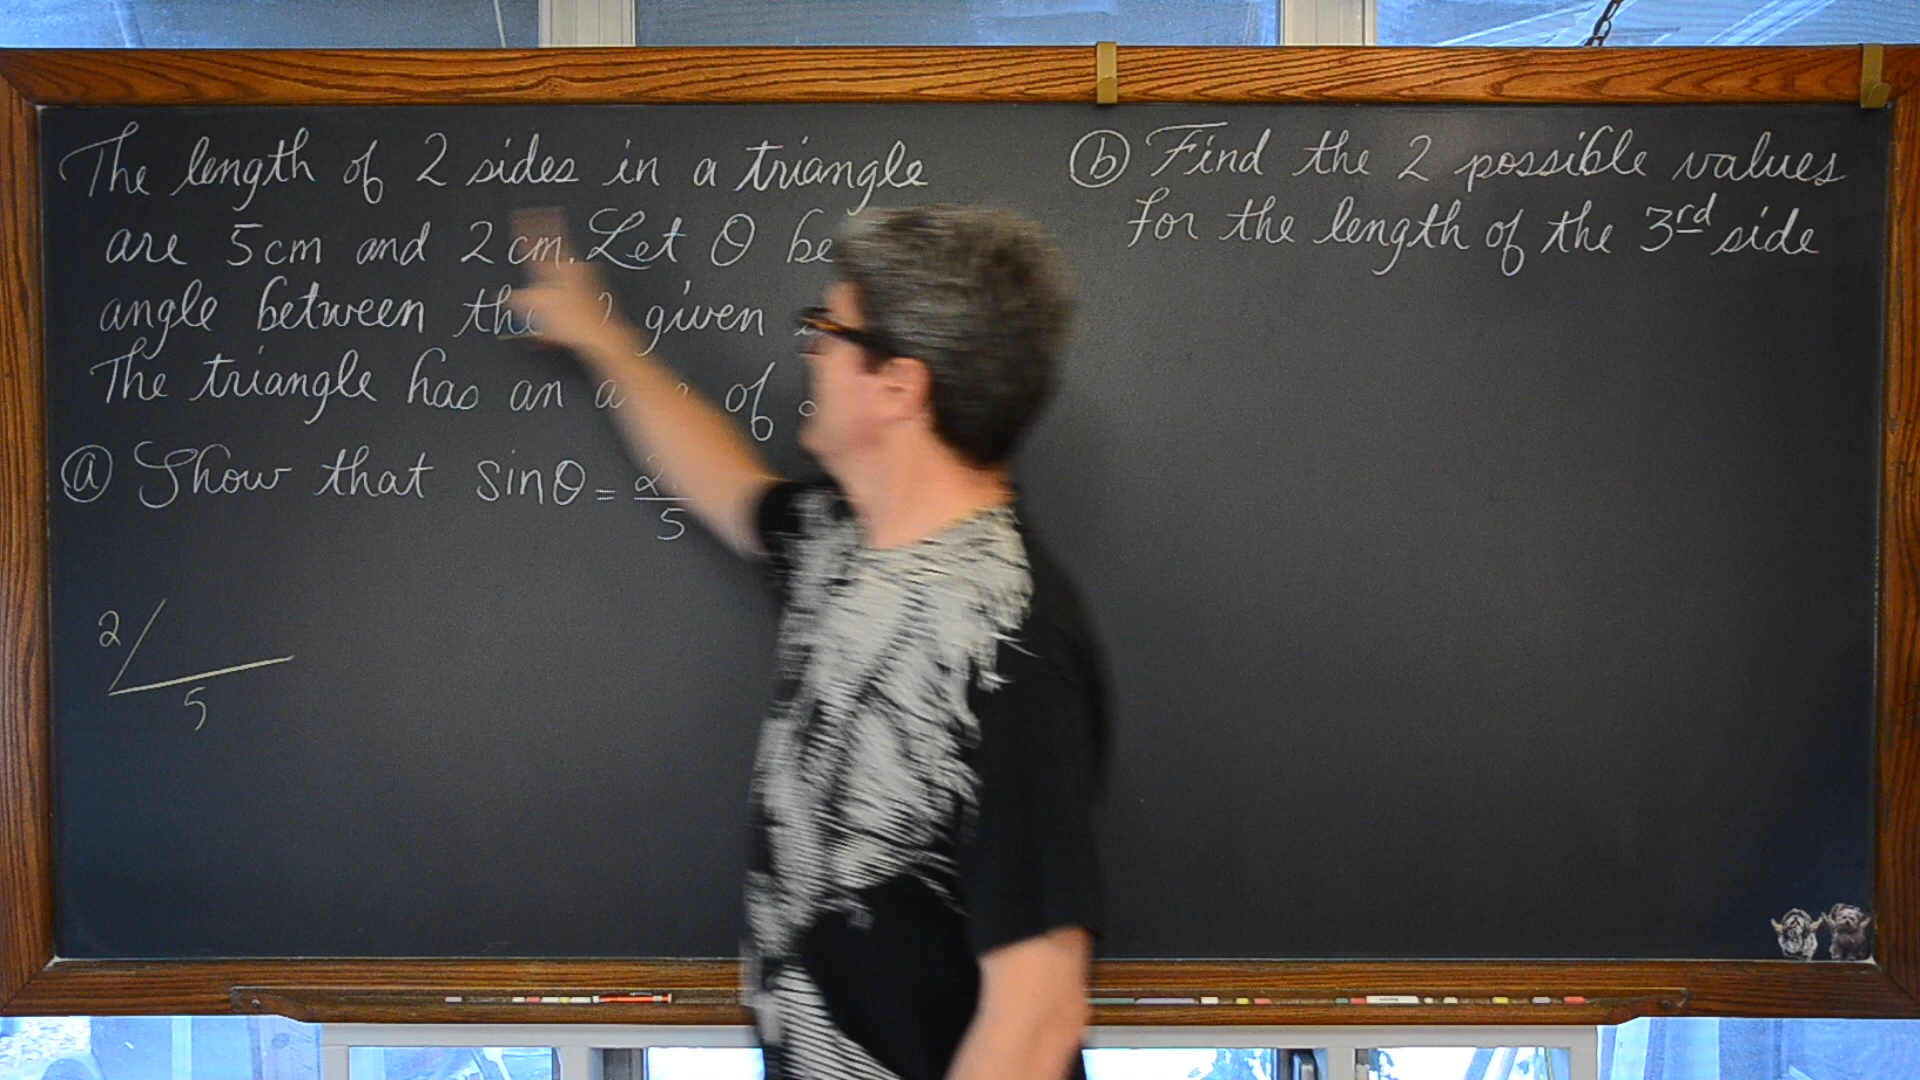 The length of 2 sides in a triangle
are 5cm and 2cm. Let θ be
angle between the given
The triangle has an of
ⓐ Show that sinθ = 2/5
2
5
ⓑ Find the 2 possible values
for the length of the 3rd side